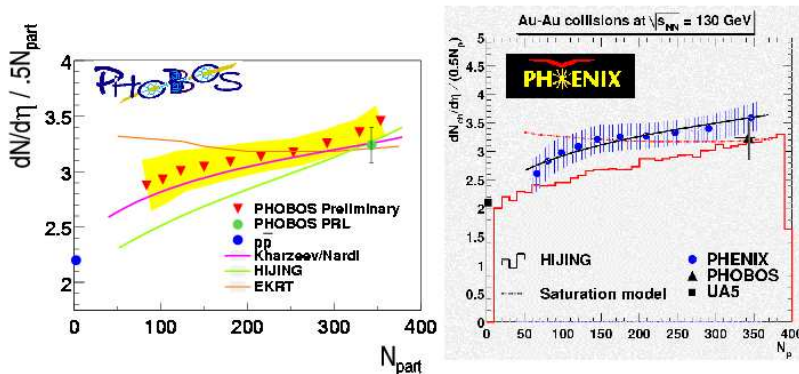 dN/dη / .5N_part
4
3.5
3
2.5
2
PHOBOS
PHOBOS Preliminary
PHOBOS PRL
pp̅
Kharzeev/Nardi
HIJING
EKRT
0 100 200 300 400
N_part
Au-Au collisions at √s_NN = 130 GeV
dN_ch/dη / (0.5N_p)
5
4.5
4
3.5
3
2.5
2
1.5
1
0.5
0
PHENIX
HIJING
Saturation model
PHENIX
PHOBOS
UA5
0 50 100 150 200 250 300 350 400
N_p